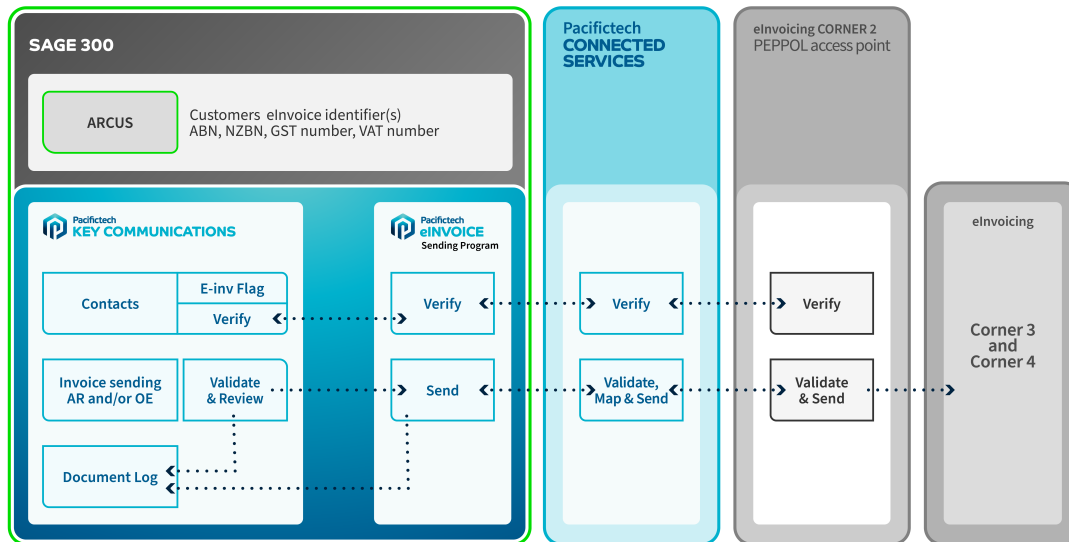 SAGE 300
ARCUS
Customers eInvoice identifier(s)
ABN, NZBN, GST number, VAT number
Pacifictech
KEY COMMUNICATIONS
Contacts
E-inv Flag
Verify
Invoice sending
AR and/or OE
Validate
& Review
Document Log
Pacifictech
eINVOICE
Sending Program
Verify
Send
Pacifictech
CONNECTED
SERVICES
Verify
Validate,
Map & Send
eInvoicing CORNER 2
PEPPOL access point
Verify
Validate
& Send
eInvoicing
Corner 3
and
Corner 4